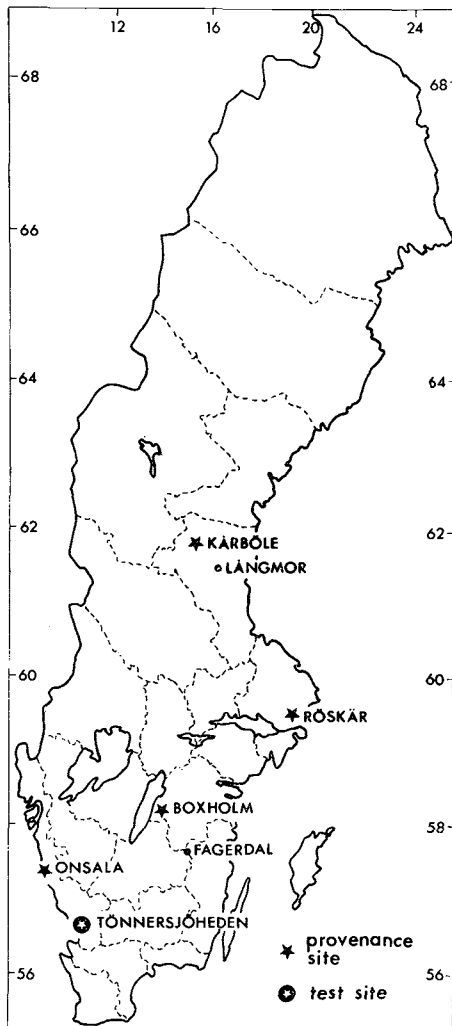 12 16 20 24
68 68
66 66
64 64
62 62
KÅRBÖLE
LÅNGMOR
60 60
RÖSKÄR
BOXHOLM
58
FAGERDAL
ONSALA
TÖNNERSJÖHEDEN
provenance
site
56 56
test site